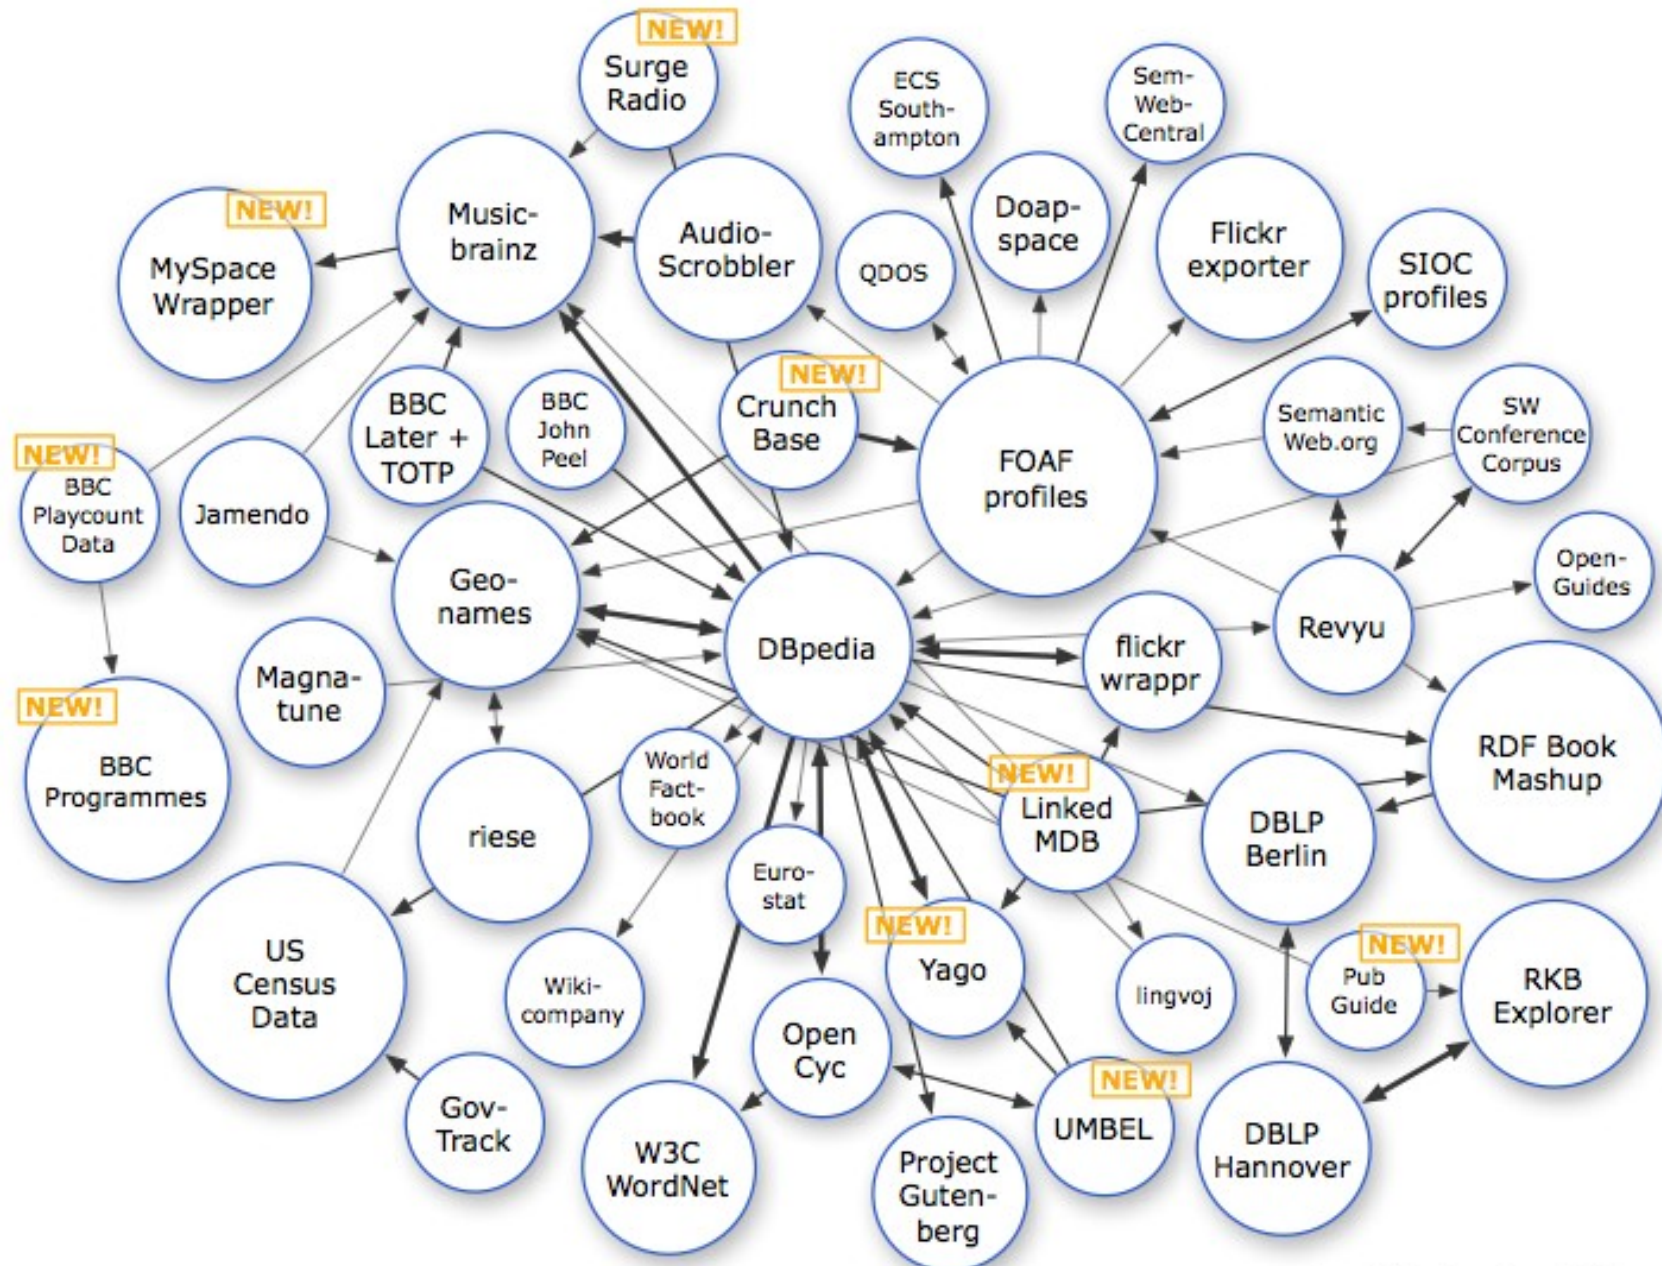 NEW!
Surge
Radio
ECS
South-
ampton
Sem-
Web-
Central
NEW!
MySpace
Wrapper
Music-
brainz
Audio-
Scrobbler
QDOS
Doap-
space
Flickr
exporter
SIOC
profiles
NEW!
Crunch
Base
BBC
Later +
TOTP
BBC
John
Peel
FOAF
profiles
Semantic
Web.org
SW
Conference
Corpus
NEW!
BBC
Playcount
Data
Jamendo
Geo-
names
DBpedia
flickr
wrappr
Revyu
Open-
Guides
Magna-
tune
NEW!
BBC
Programmes
riese
World
Fact-
book
NEW!
Linked
MDB
DBLP
Berlin
RDF Book
Mashup
Euro-
stat
US
Census
Data
Wiki-
company
NEW!
Yago
lingvoj
NEW!
Pub
Guide
RKB
Explorer
Open
Cyc
Gov-
Track
W3C
WordNet
Project
Guten-
berg
NEW!
UMBEL
DBLP
Hannover